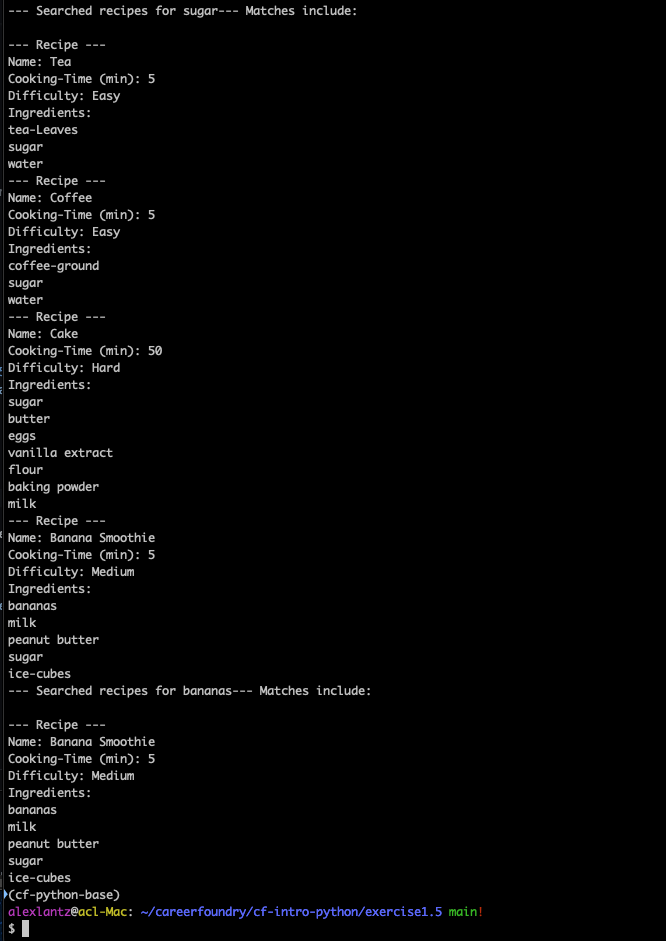 --- Searched recipes for sugar--- Matches include:
--- Recipe ---
Name: Tea
Cooking-Time (min): 5
Difficulty: Easy
Ingredients:
tea-Leaves
sugar
water
--- Recipe ---
Name: Coffee
Cooking-Time (min): 5
Difficulty: Easy
Ingredients:
coffee-ground
sugar
water
--- Recipe ---
Name: Cake
Cooking-Time (min): 50
Difficulty: Hard
Ingredients:
sugar
butter
eggs
vanilla extract
flour
baking powder
milk
--- Recipe ---
Name: Banana Smoothie
Cooking-Time (min): 5
Difficulty: Medium
Ingredients:
bananas
milk
peanut butter
sugar
ice-cubes
--- Searched recipes for bananas--- Matches include:
--- Recipe ---
Name: Banana Smoothie
Cooking-Time (min): 5
Difficulty: Medium
Ingredients:
bananas
milk
peanut butter
sugar
ice-cubes
(cf-python-base)
alexlantz@acl-Mac: ~/careerfoundry/cf-intro-python/exercise1.5 main!
$